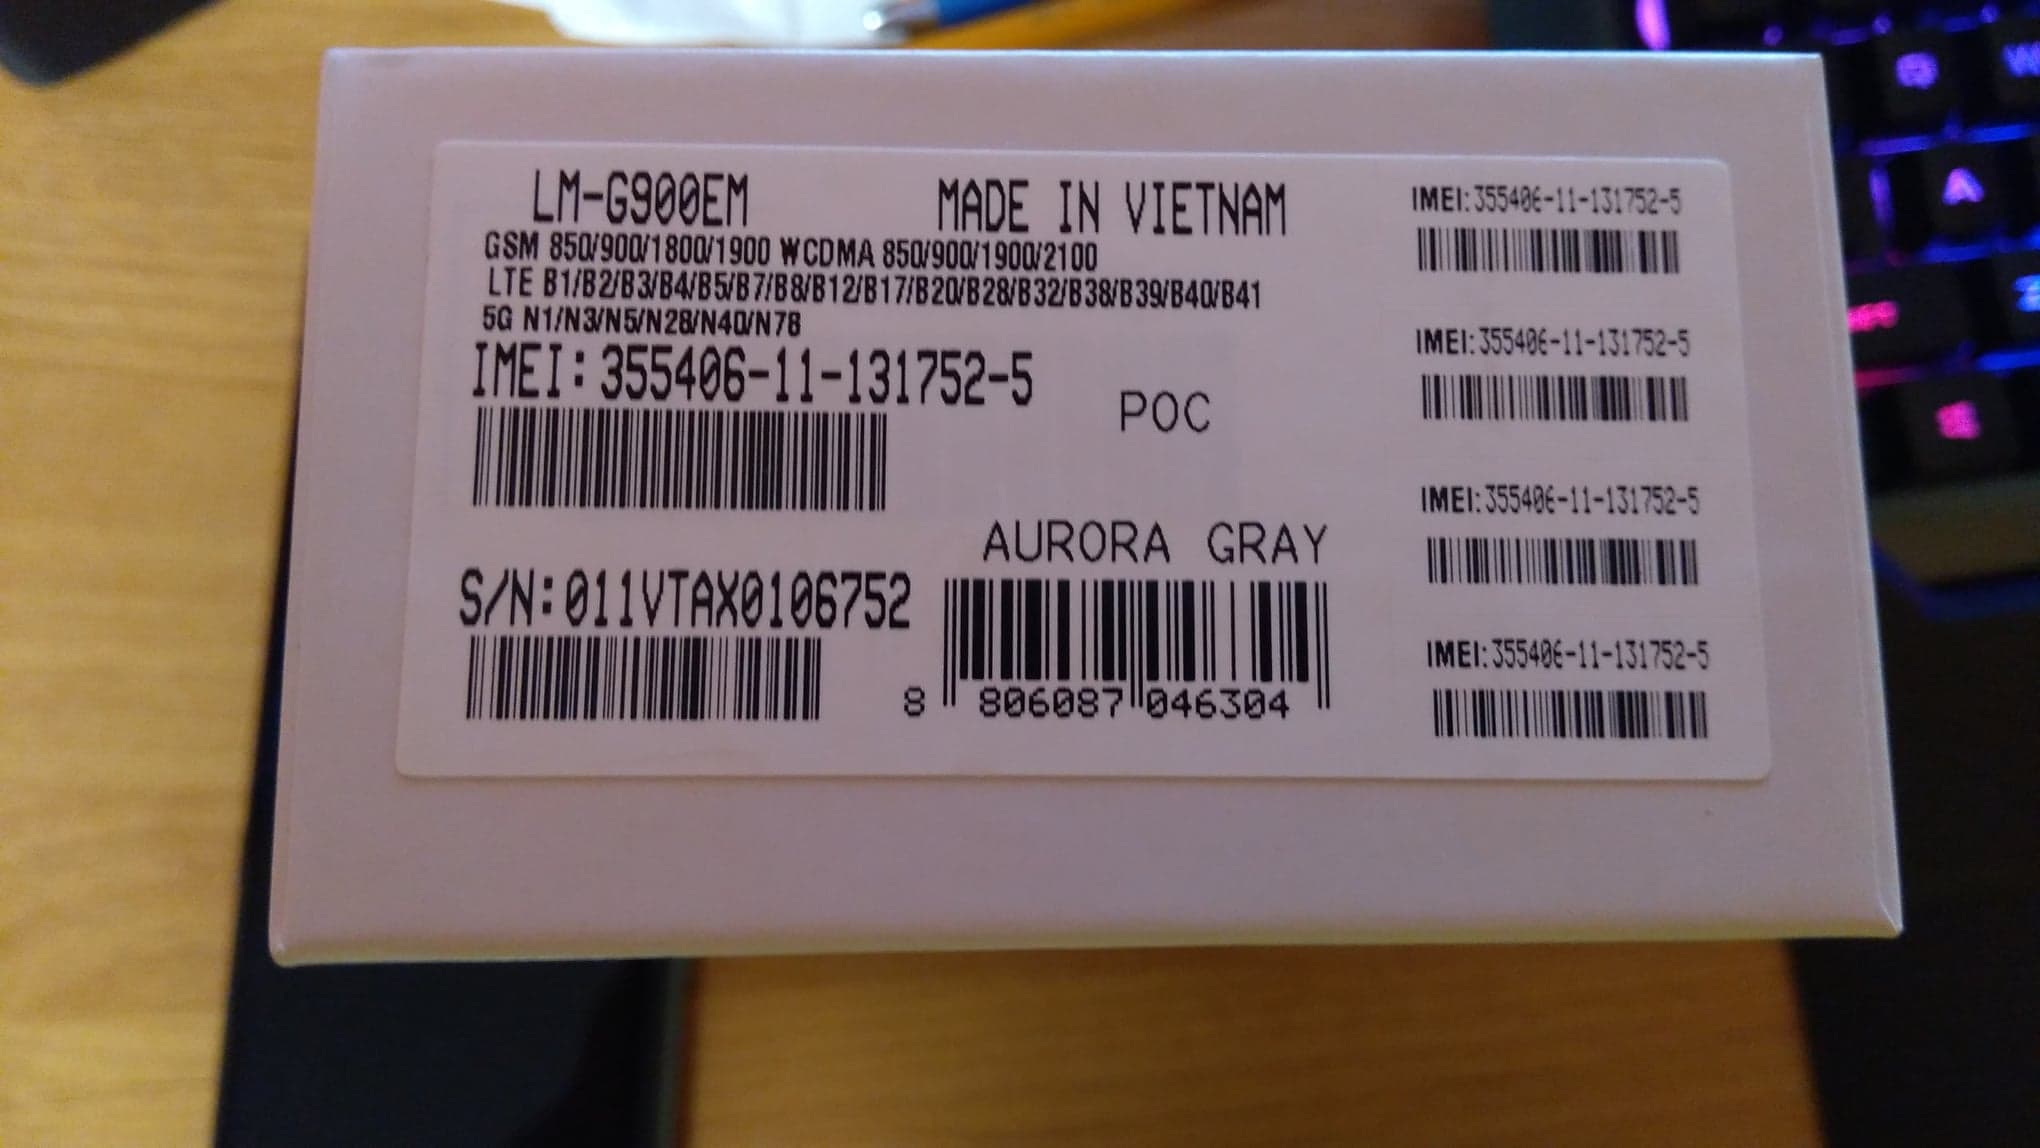 LM-G900EM MADE IN VIETNAM
GSM 850/900/1800/1900 WCDMA 850/900/1900/2100
LTE B1/B2/B3/B4/B5/B7/B8/B12/B17/B20/B28/B32/B38/B39/B40/B41
5G N1/N3/N5/N28/N40/N78
IMEI:355406-11-131752-5
POC
S/N:011VTAX0106752
AURORA GRAY
8 806087 046304
IMEI:355406-11-131752-5
IMEI:355406-11-131752-5
IMEI:355406-11-131752-5
IMEI:355406-11-131752-5
A